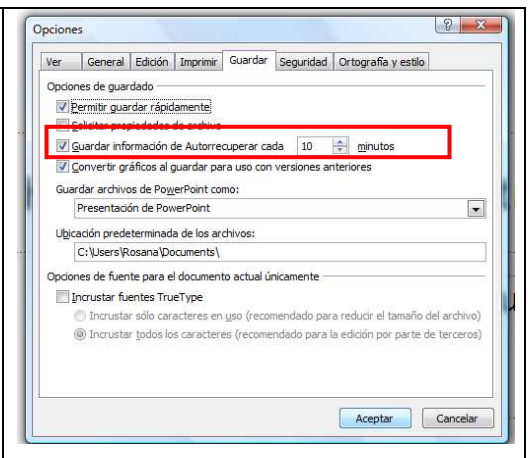 Opciones
Ver General Edición Imprimir Guardar Seguridad Ortografía y estilo
Opciones de guardado
Permitir guardar rápidamente
Solicitar propiedades de archivo
Guardar información de Autorrecuperar cada 10 minutos
Convertir gráficos al guardar para uso con versiones anteriores
Guardar archivos de PowerPoint como:
Presentación de PowerPoint
Ubicación predeterminada de los archivos:
C:\Users\Rosana\Documents\
Opciones de fuente para el documento actual únicamente
Incrustar fuentes TrueType
Incrustar sólo caracteres en uso (recomendado para reducir el tamaño del archivo)
Incrustar todos los caracteres (recomendado para la edición por parte de terceros)
Aceptar Cancelar